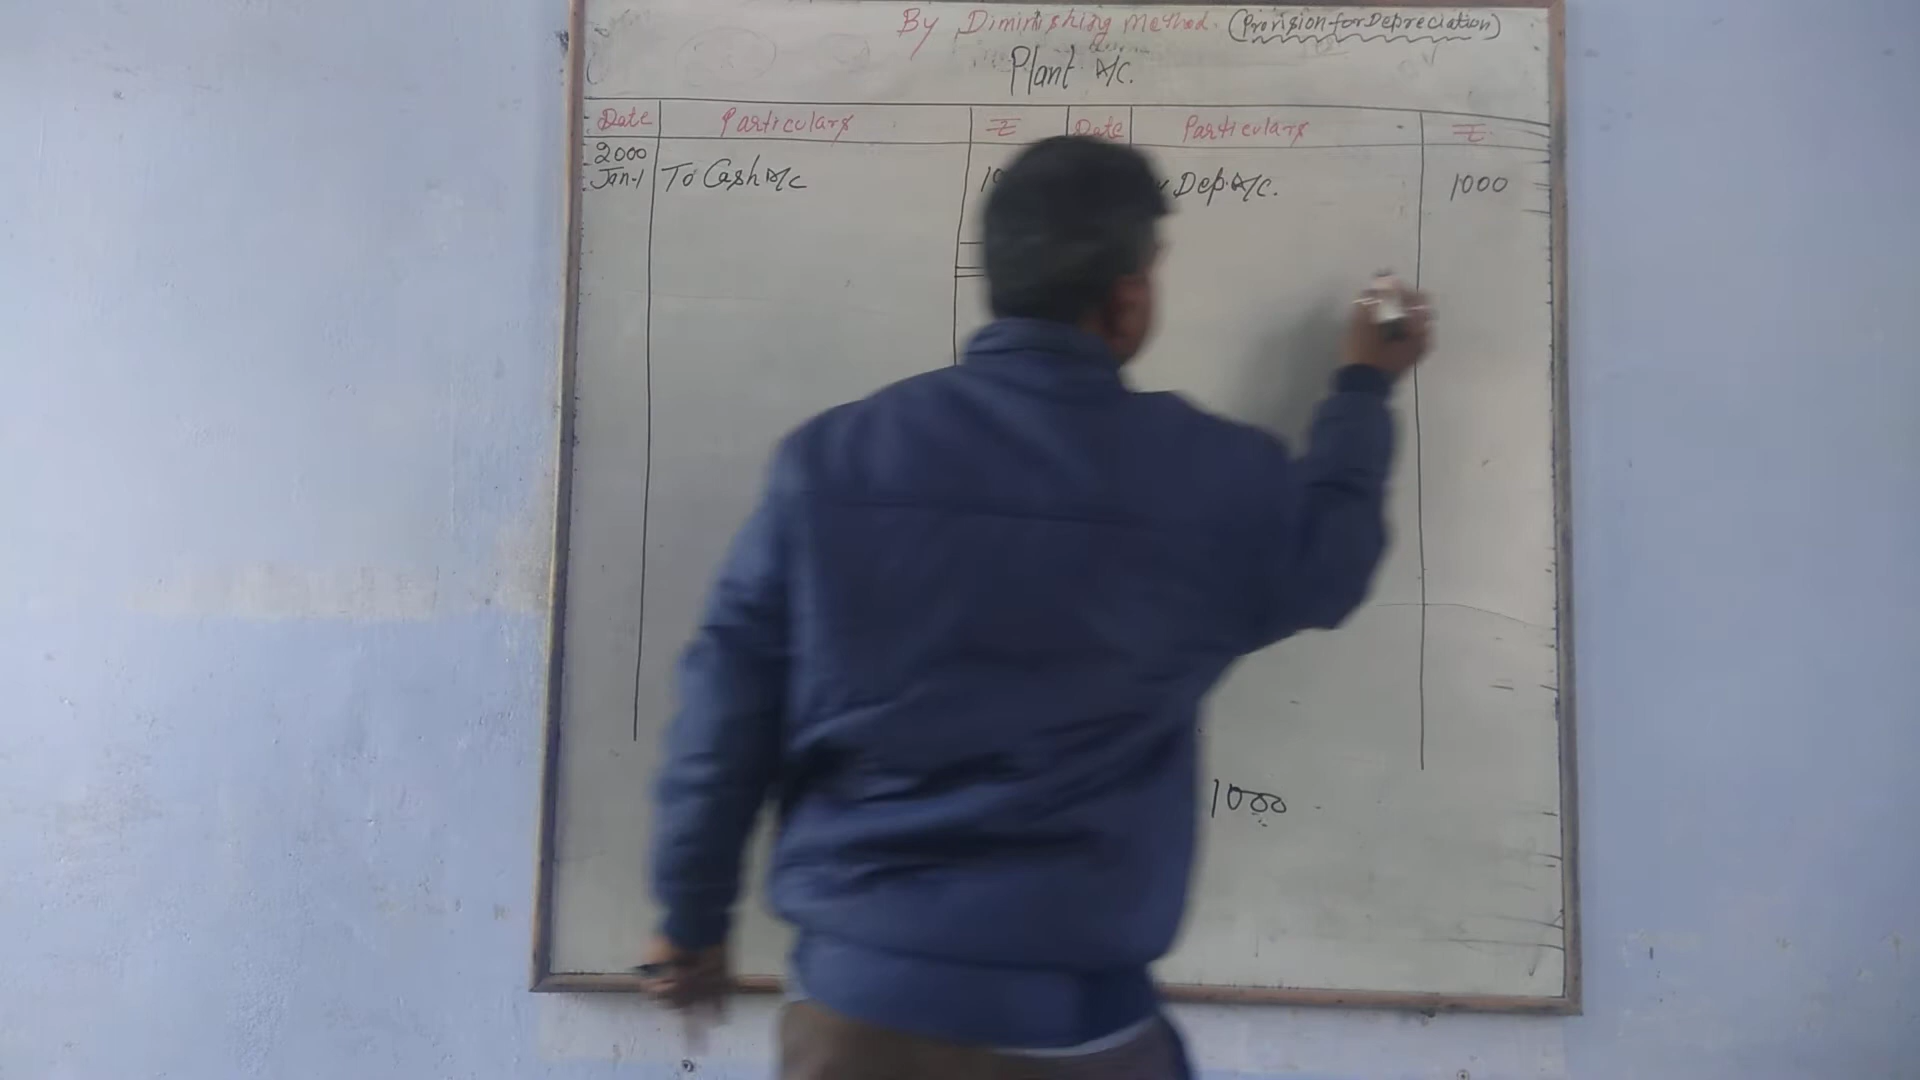 By Diminishing Method. (Provision for Depreciation)
Plant A/C.
Date Particulars ₹ Date Particulars ₹
2000
Jan-1 To Cash A/C Dep. A/C. 1000
1000